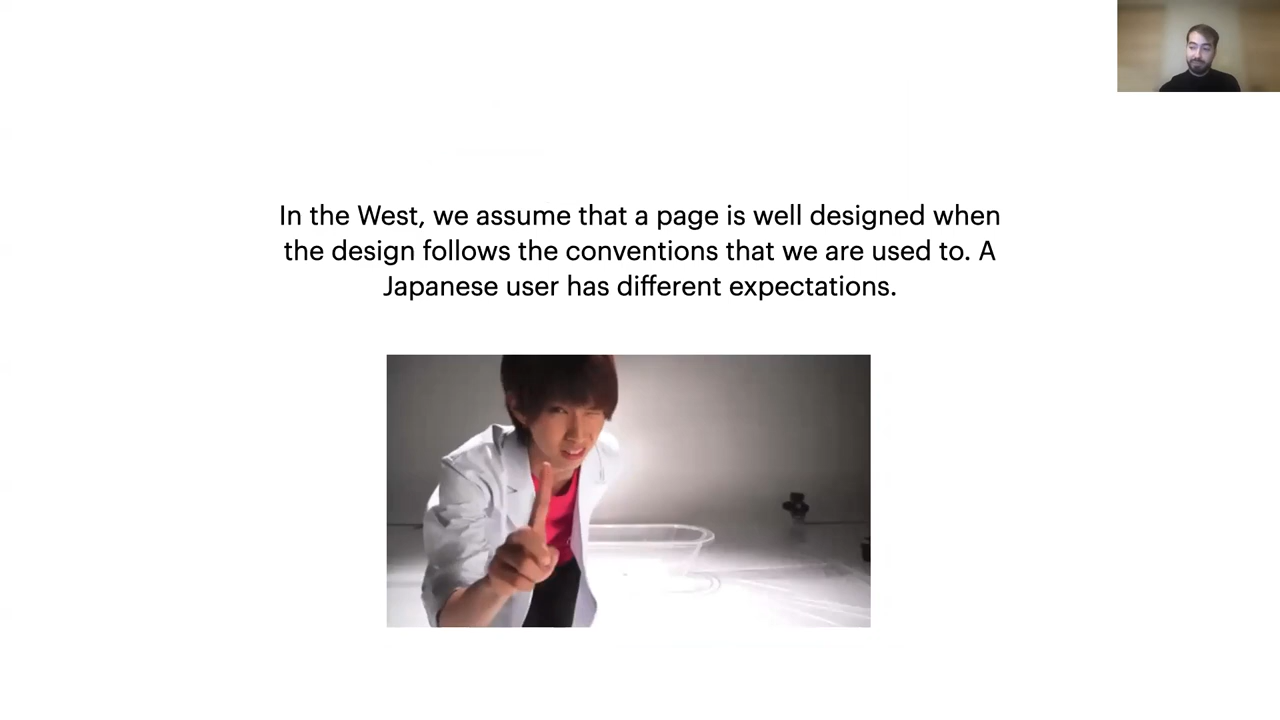 In the West, we assume that a page is well designed when
the design follows the conventions that we are used to. A
Japanese user has different expectations.